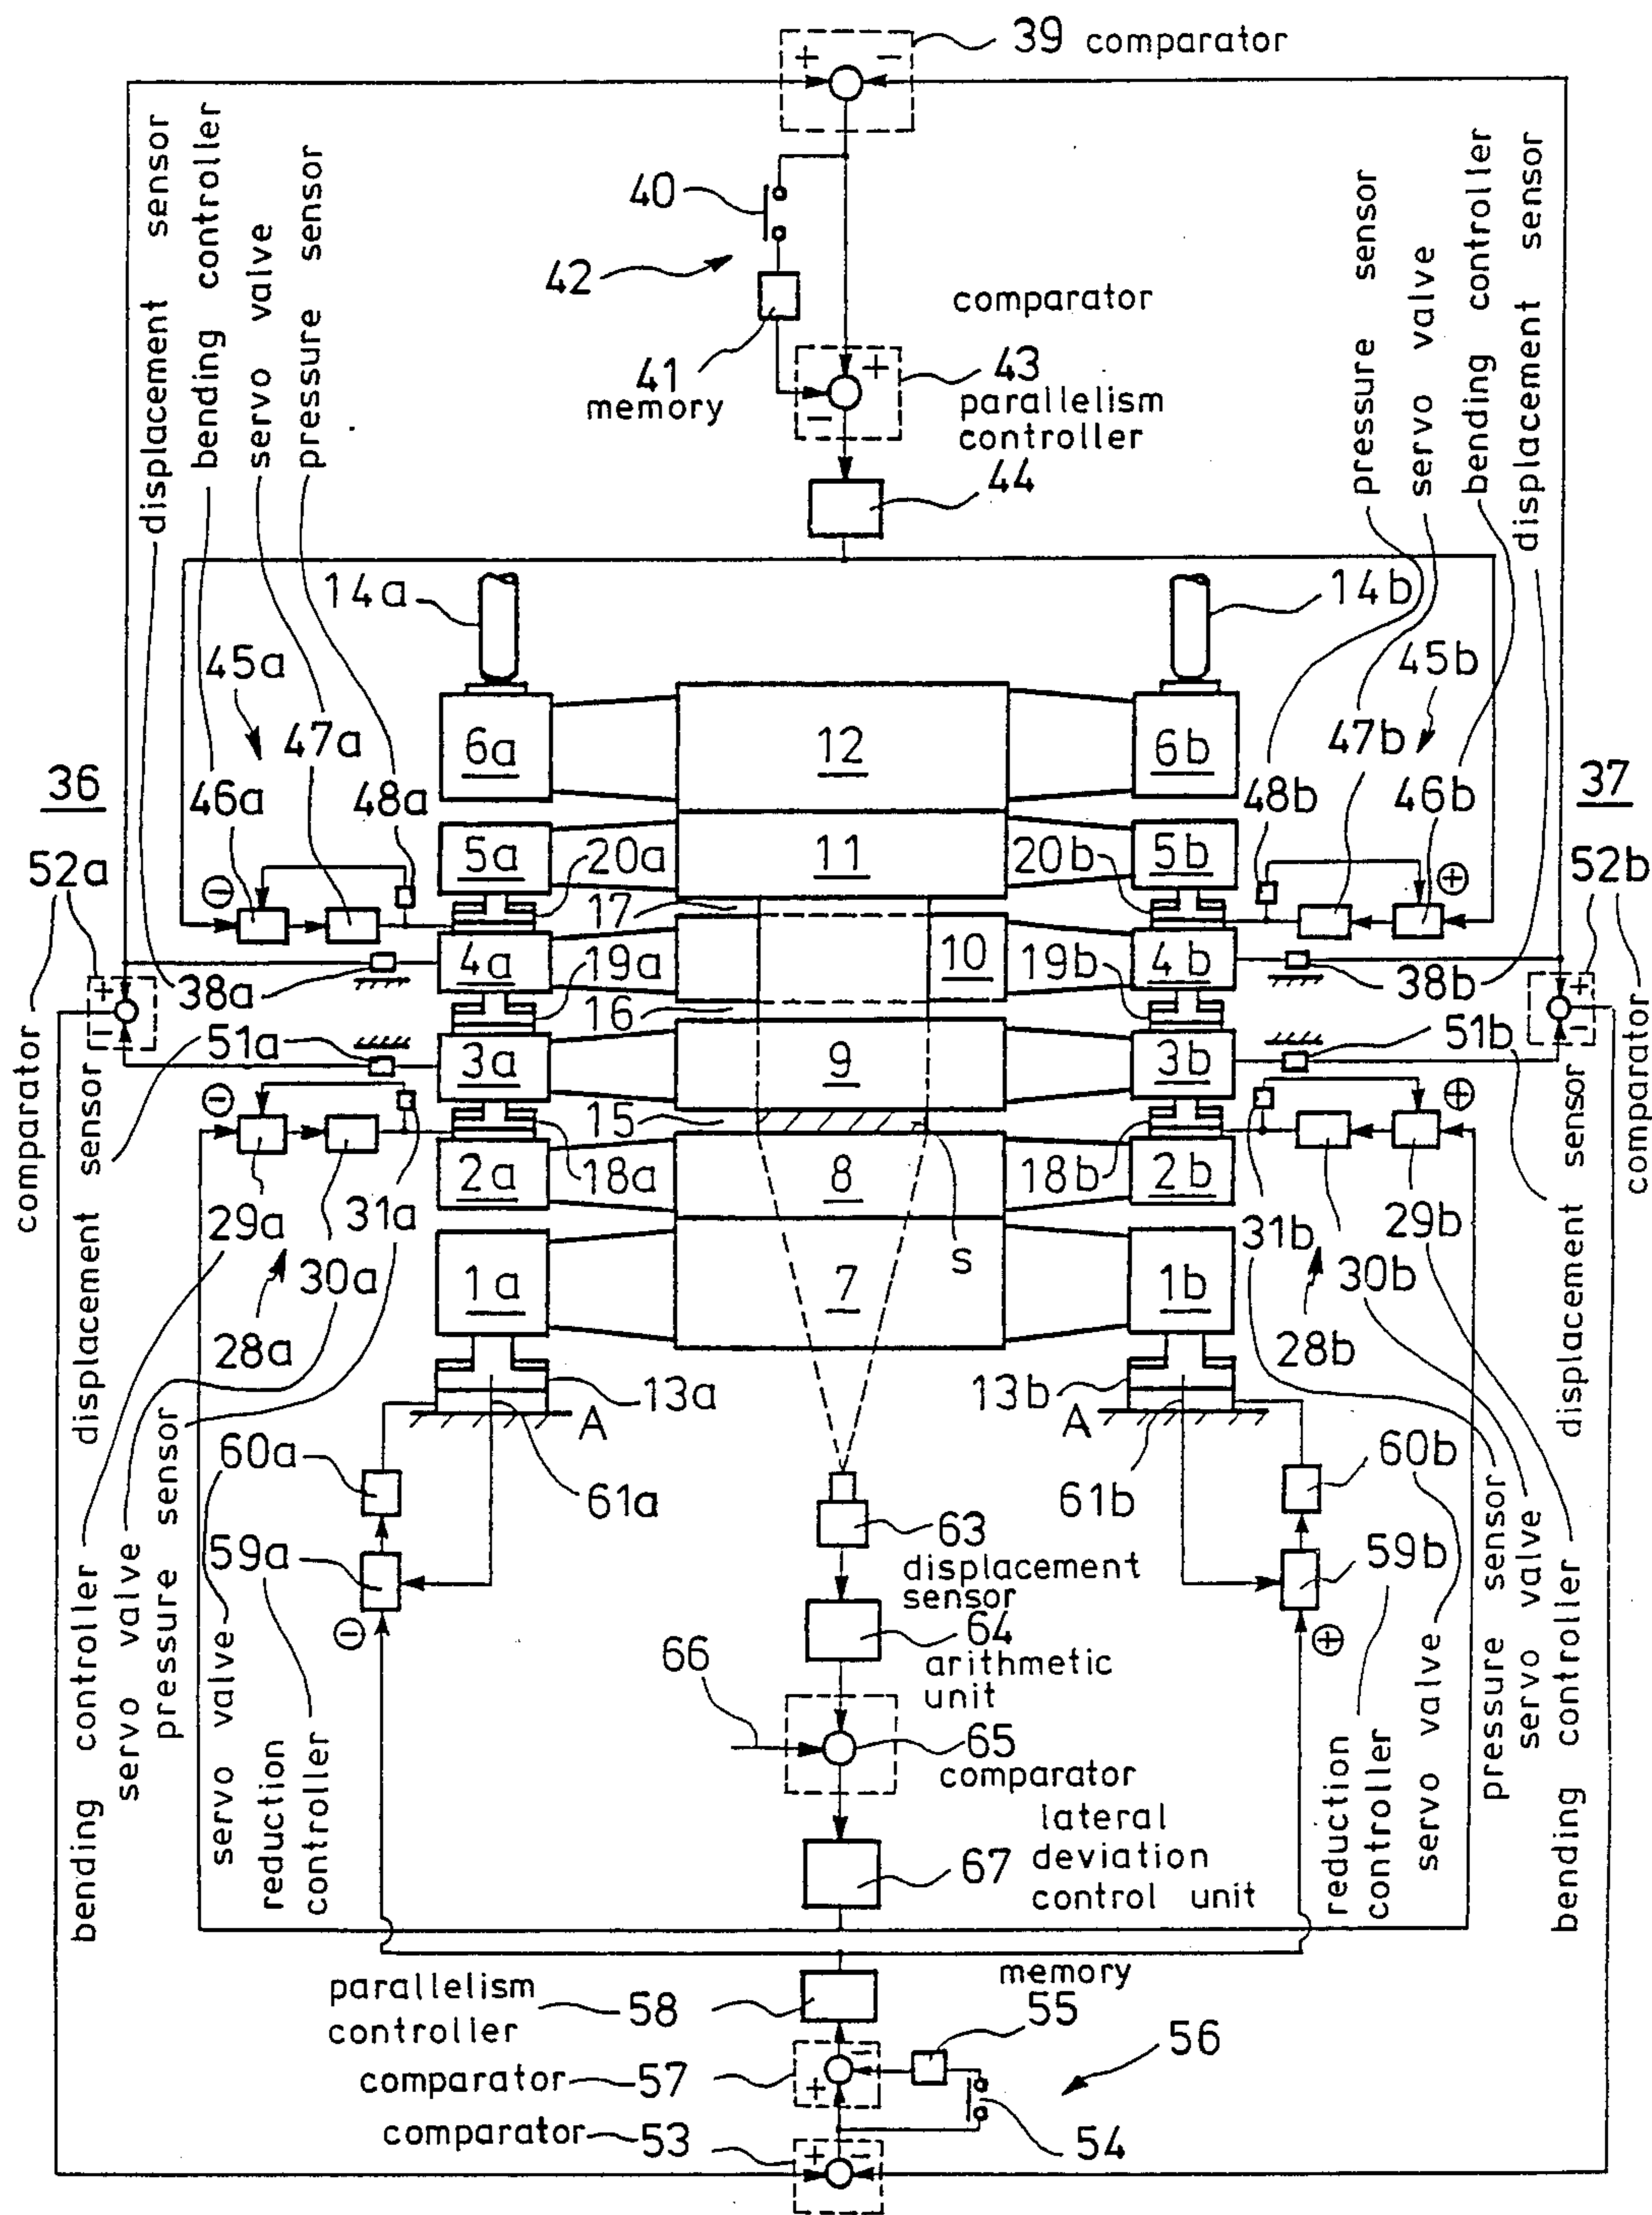 39 comparator
+ −
displacement sensor
bending controller
servo valve
pressure sensor
40
42
41
memory
comparator
+
−
43
parallelism
controller
44
pressure sensor
servo valve
bending controller
displacement sensor
14a
14b
45a
45b
47a
47b
36
37
46a
48a
48b
46b
6a
12
6b
5a
20a
11
20b
5b
52a
52b
⊖
⊕
17
4a
19a
10
19b
4b
38a
38b
+
−
+
−
16
51a
51b
3a
9
3b
⊖
⊕
15
2a
18a
8
18b
2b
29a
30a
31a
31b
30b
29b
S
28a
28b
1a
7
1b
comparator
displacement sensor
displacement sensor
comparator
13a
13b
A
A
60a
60b
61a
61b
59a
59b
⊖
⊕
63
displacement
sensor
64
arithmetic
unit
66
65
comparator
lateral
67 deviation
control unit
bending controller
servo valve
pressure sensor
servo valve
reduction
controller
reduction
controller
servo valve
pressure sensor
servo valve
bending controller
parallelism
controller
58
memory
55
56
comparator 57
−
+
comparator 53
54
+ −